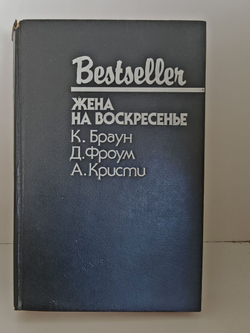 Bestseller
ЖЕНА
НА ВОСКРЕСЕНЬЕ
К. Браун
Д. Фроум
А. Кристи